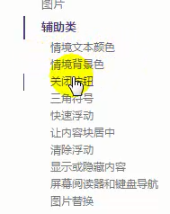 图片
辅助类
情境文本颜色
情境背景色
关闭按钮
三角符号
快速浮动
让内容块居中
清除浮动
显示或隐藏内容
屏幕阅读器和键盘导航
图片替换